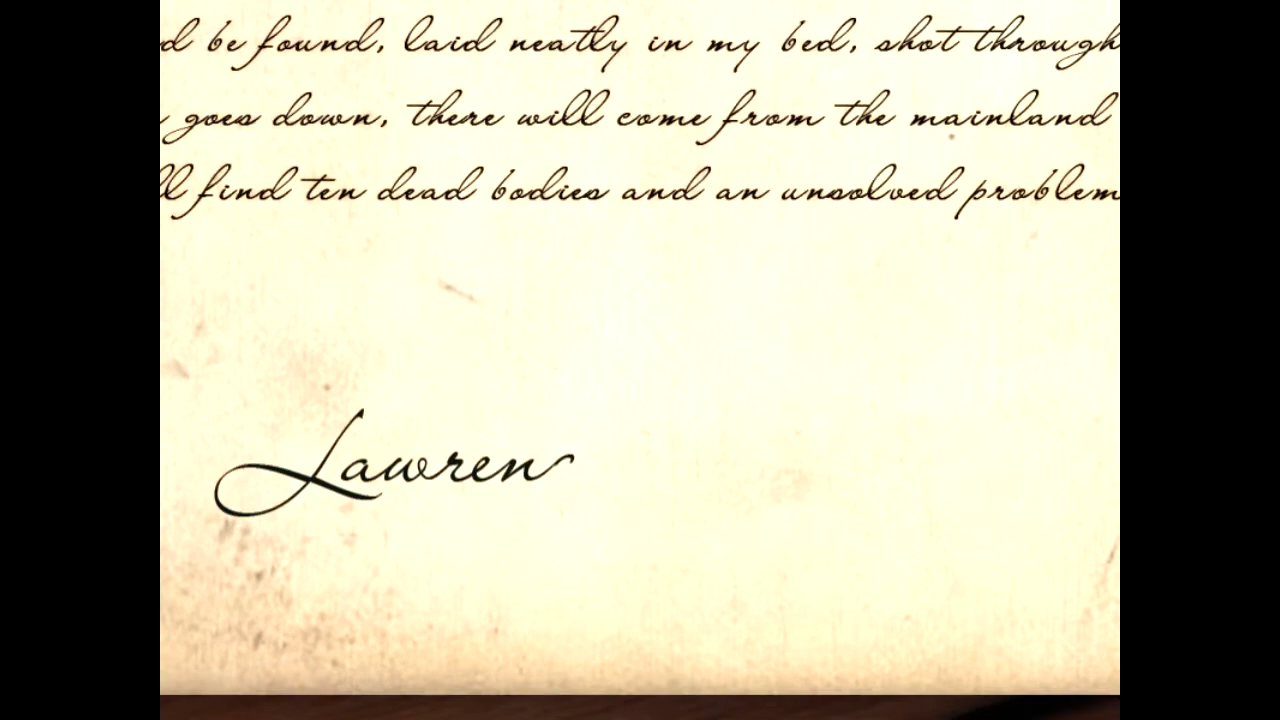 d be found, laid neatly in my bed, shot through
goes down, there will come from the mainland
ll find ten dead bodies and an unsolved problem
Lawren